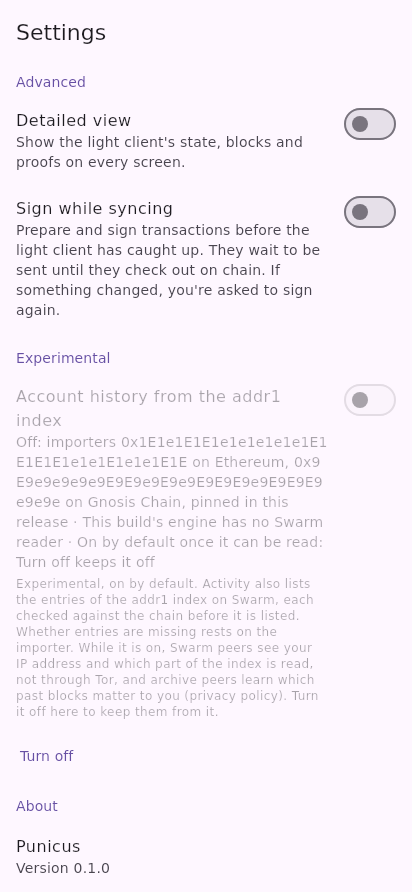 Settings
Advanced
Detailed view
Show the light client's state, blocks and
proofs on every screen.
Sign while syncing
Prepare and sign transactions before the
light client has caught up. They wait to be
sent until they check out on chain. If
something changed, you're asked to sign
again.
Experimental
Account history from the addr1
index
Off: importers 0x1E1e1E1E1e1e1e1e1e1E1
E1E1E1e1e1E1e1e1E1E on Ethereum, 0x9
E9e9e9e9e9E9E9e9E9e9E9E9E9e9E9E9E9
e9e9e on Gnosis Chain, pinned in this
release · This build's engine has no Swarm
reader · On by default once it can be read:
Turn off keeps it off
Experimental, on by default. Activity also lists
the entries of the addr1 index on Swarm, each
checked against the chain before it is listed.
Whether entries are missing rests on the
importer. While it is on, Swarm peers see your
IP address and which part of the index is read,
not through Tor, and archive peers learn which
past blocks matter to you (privacy policy). Turn
it off here to keep them from it.
Turn off
About
Punicus
Version 0.1.0